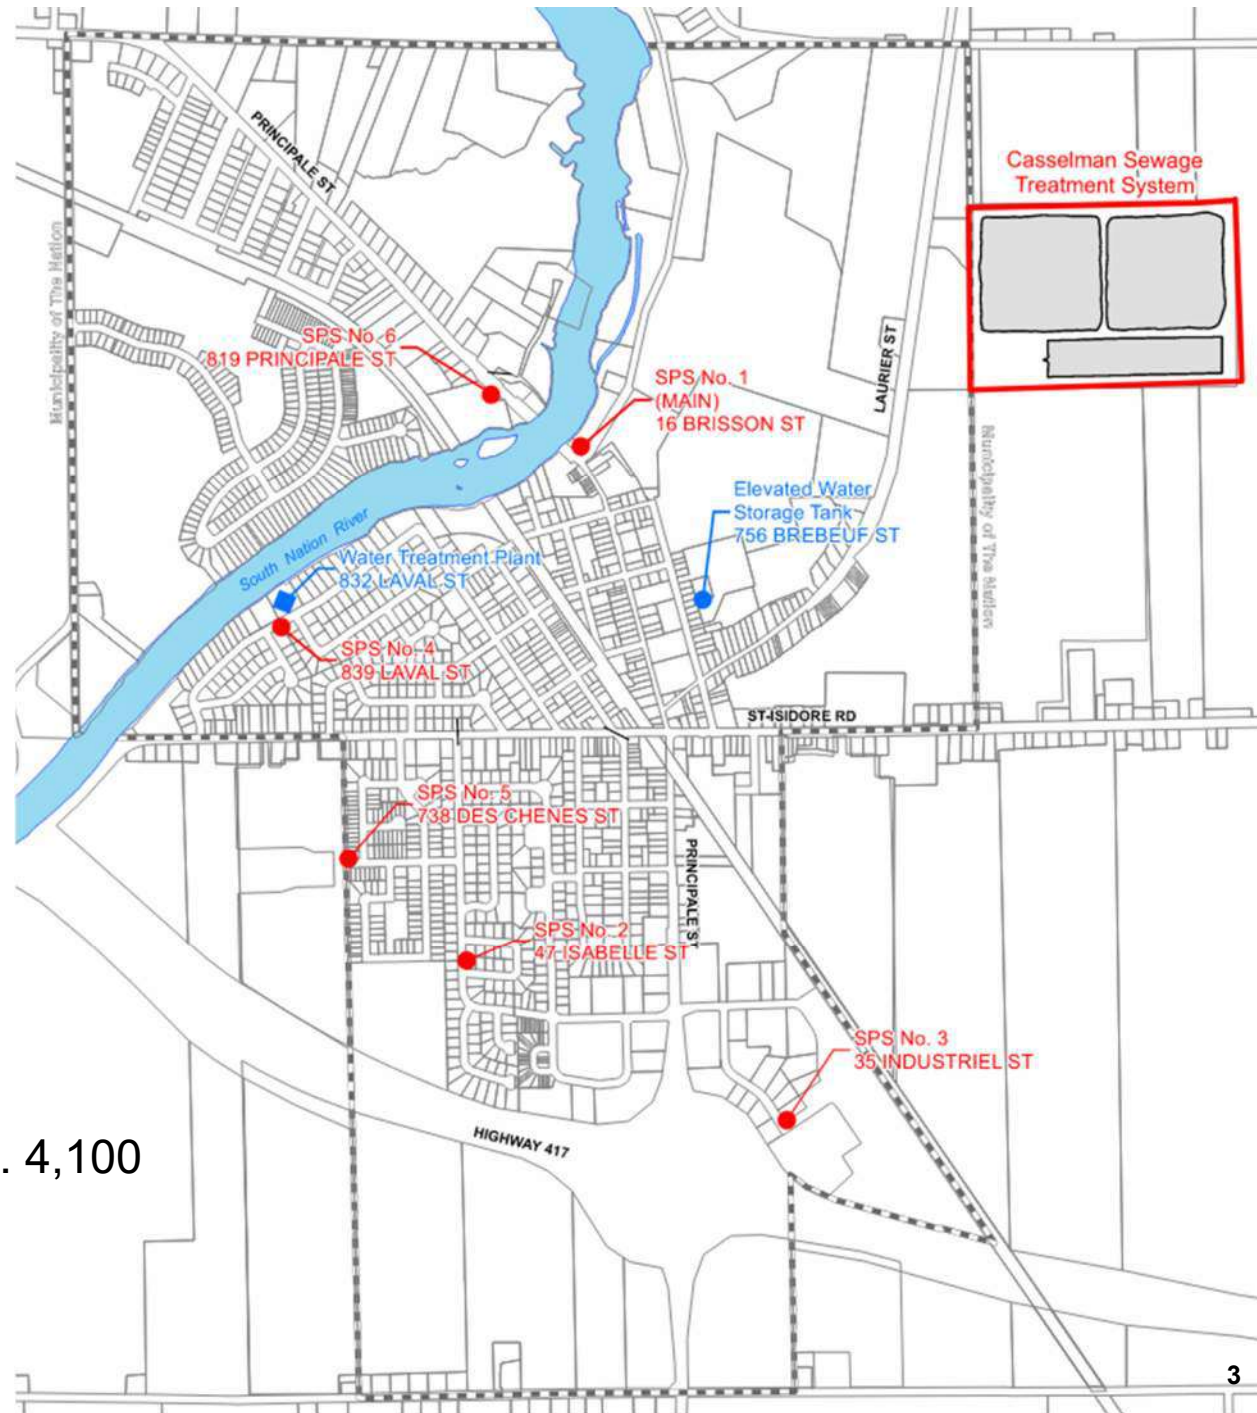 PRINCIPALE ST
Casselman Sewage
Treatment System
Municipality of The Nation
SPS No. 6
819 PRINCIPALE ST
LAURIER ST
SPS No. 1
(MAIN)
16 BRISSON ST
Municipality of The Nation
Elevated Water
Storage Tank
756 BREBEUF ST
South Nation River
Water Treatment Plant
832 LAVAL ST
SPS No. 4
839 LAVAL ST
ST-ISIDORE RD
SPS No. 5
738 DES CHENES ST
PRINCIPALE ST
SPS No. 2
47 ISABELLE ST
SPS No. 3
35 INDUSTRIEL ST
HIGHWAY 417
. 4,100
3